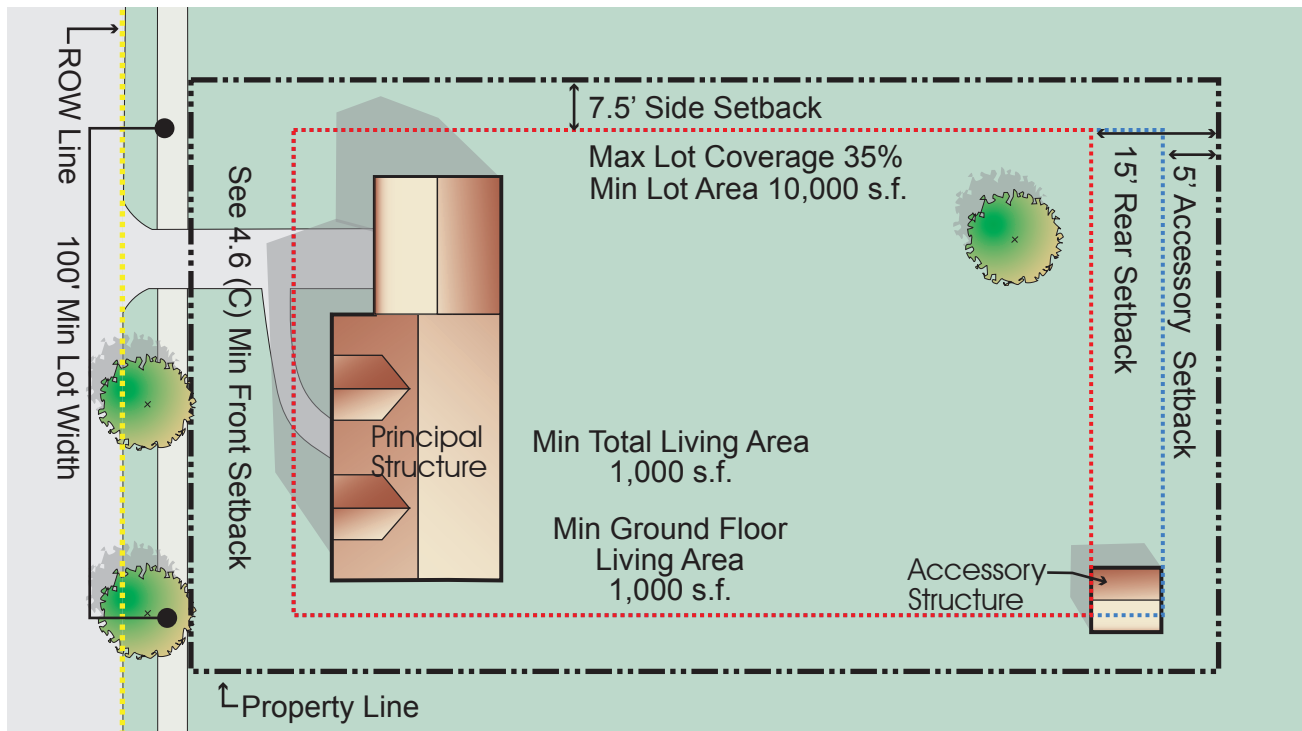 ROW Line
100' Min Lot Width
See 4.6 (C) Min Front Setback
7.5’ Side Setback
Max Lot Coverage 35%
Min Lot Area 10,000 s.f.
15’ Rear Setback
5’ Accessory Setback
Principal
Structure
Min Total Living Area
1,000 s.f.
Min Ground Floor
Living Area
1,000 s.f.
Accessory
Structure
Property Line